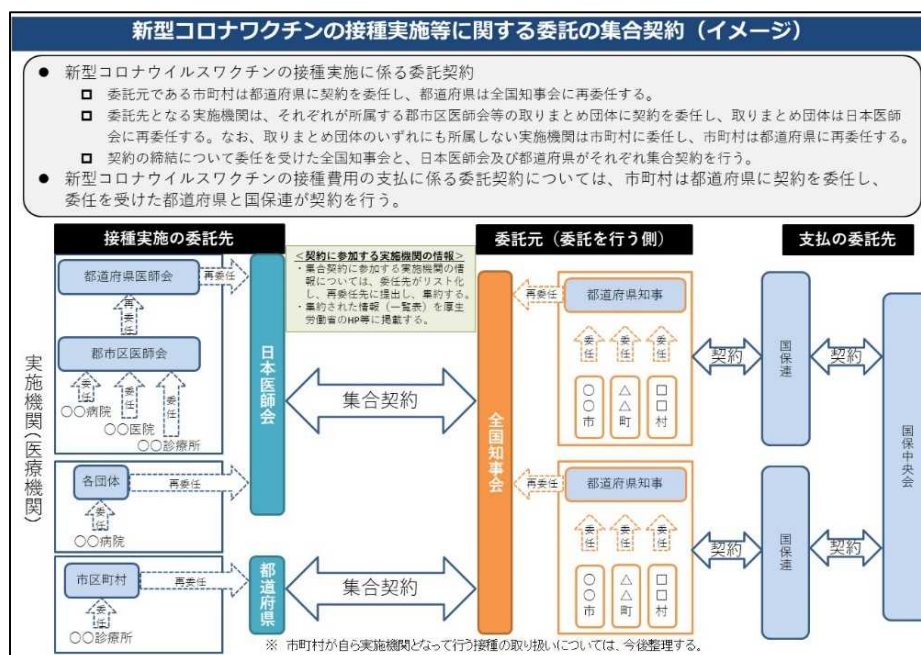 新型コロナワクチンの接種実施等に関する委託の集合契約（イメージ）
● 新型コロナウイルスワクチンの接種実施に係る委託契約
□ 委託元である市町村は都道府県に契約を委任し、都道府県は全国知事会に再委任する。
□ 委託先となる実施機関は、それぞれが所属する郡市区医師会等の取りまとめ団体に契約を委任し、取りまとめ団体は日本医師
会に再委任する。なお、取りまとめ団体のいずれにも所属しない実施機関は市町村に委任し、市町村は都道府県に再委任する。
□ 契約の締結について委任を受けた全国知事会と、日本医師会及び都道府県がそれぞれ集合契約を行う。
● 新型コロナウイルスワクチンの接種費用の支払に係る委託契約については、市町村は都道府県に契約を委任し、
委任を受けた都道府県と国保連が契約を行う。
接種実施の委託先
委託元（委託を行う側）
支払の委託先
＜契約に参加する実施機関の情報＞
・集合契約に参加する実施機関の情
報については、委任先がリスト化
し、再委任先に提出し、集約する。
・集約された情報（一覧表）を厚生
労働省のHP等に掲載する。
実施機関(医療機関)
都道府県医師会
再委任
再委任
郡市区医師会
委任
委任
委任
〇〇病院
〇〇医院
〇〇診療所
各団体
再委任
委任
〇〇病院
市区町村
再委任
委任
〇〇診療所
日本医師会
都道府県
集合契約
集合契約
全国知事会
再委任
都道府県知事
委任
委任
委任
〇〇市
△△町
□□村
再委任
都道府県知事
委任
委任
委任
〇〇市
△△町
□□村
契約
国保連
契約
契約
国保連
契約
国保中央会
※ 市町村が自ら実施機関となって行う接種の取り扱いについては、今後整理する。